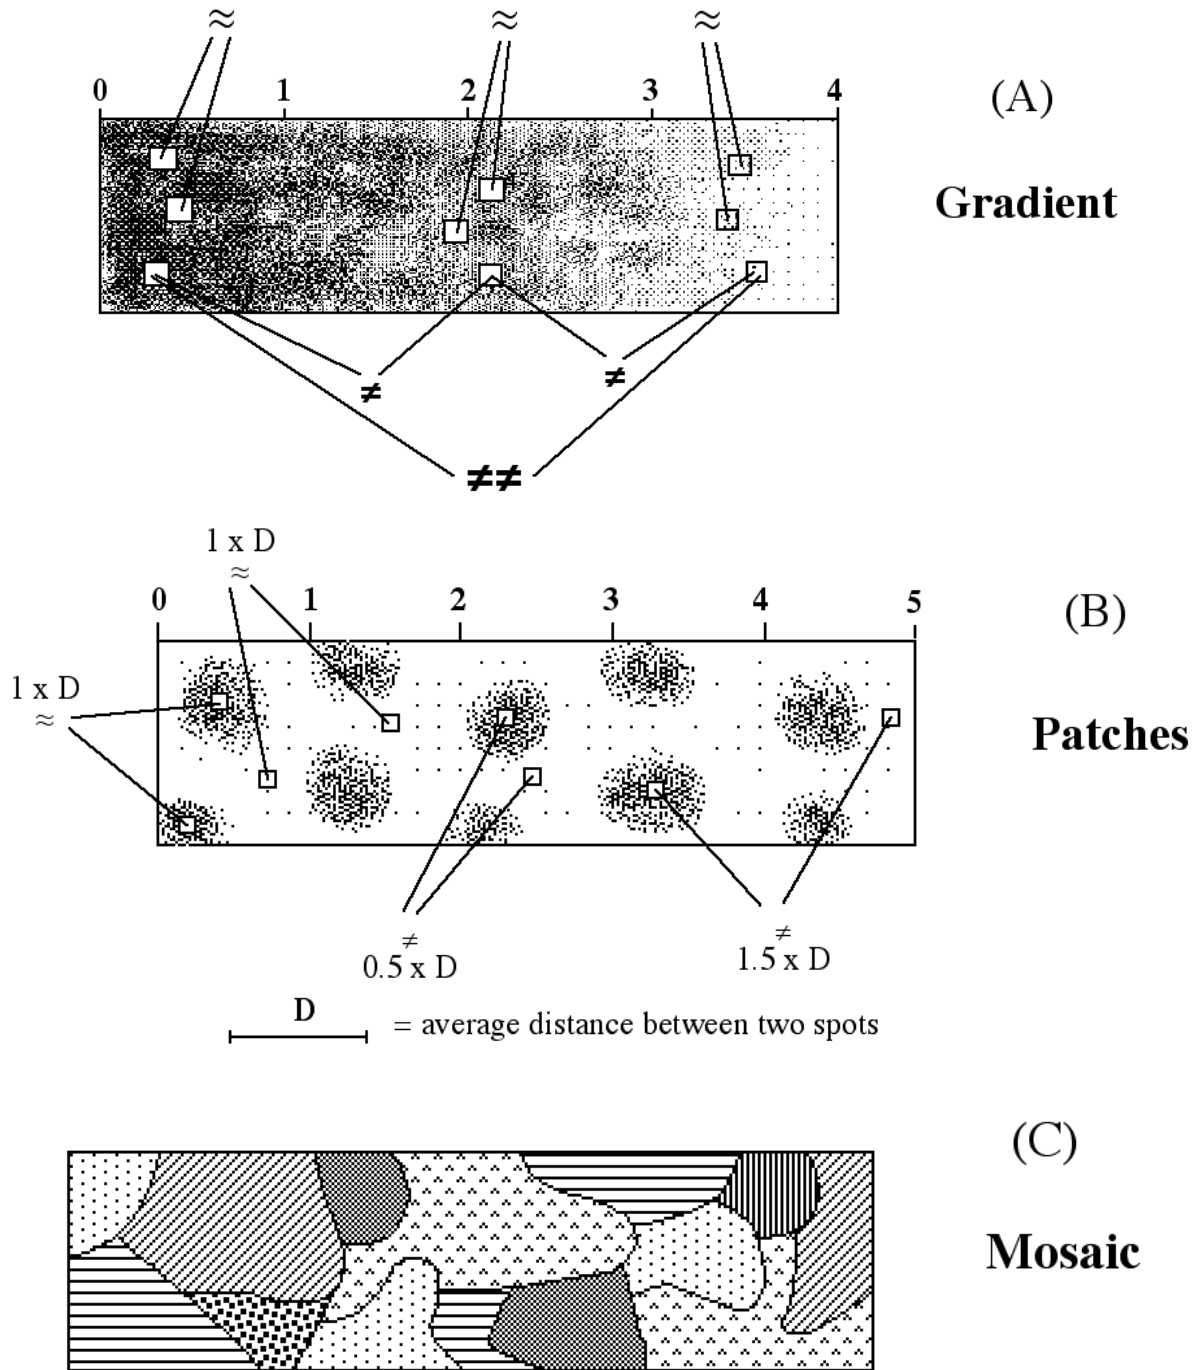 ≈ ≈ ≈
0 1 2 3 4
(A)
Gradient
≠ ≠
≠≠
1 x D
≈
0 1 2 3 4 5
(B)
1 x D
≈
Patches
≠
0.5 x D
≠
1.5 x D
D
= average distance between two spots
(C)
Mosaic